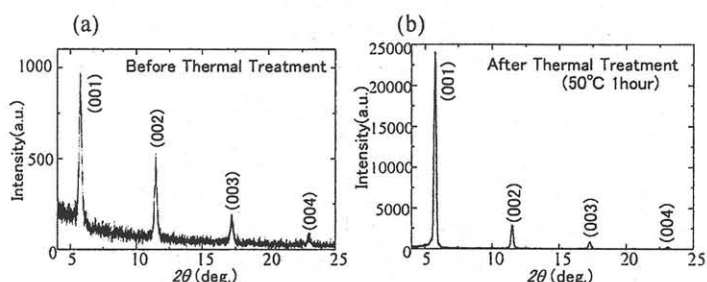 (a)
Before Thermal Treatment
Intensity(a.u.)
1000
500
0
(001)
(002)
(003)
(004)
5 10 15 20 25
2θ (deg.)
(b)
After Thermal Treatment
(50°C 1hour)
Intensity(a.u.)
25000
20000
15000
10000
5000
0
(001)
(002)
(003)
(004)
5 10 15 20 25
2θ (deg.)